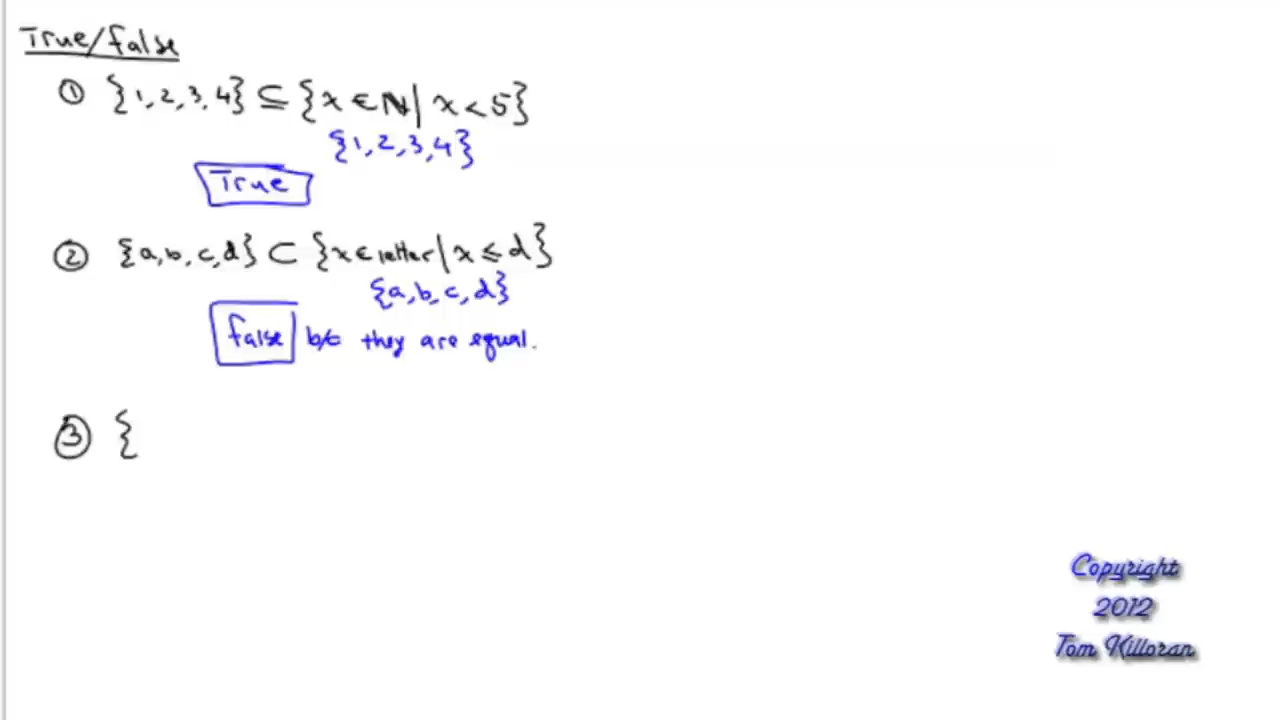 True/False
① {1, 2, 3, 4} ⊆ {x ∈ ℕ | x < 5}
{1, 2, 3, 4}
True
② {a, b, c, d} ⊂ {x ∈ letter | x ≤ d}
{a, b, c, d}
False b/c they are equal.
③ {
Copyright
2012
Tom Killoran